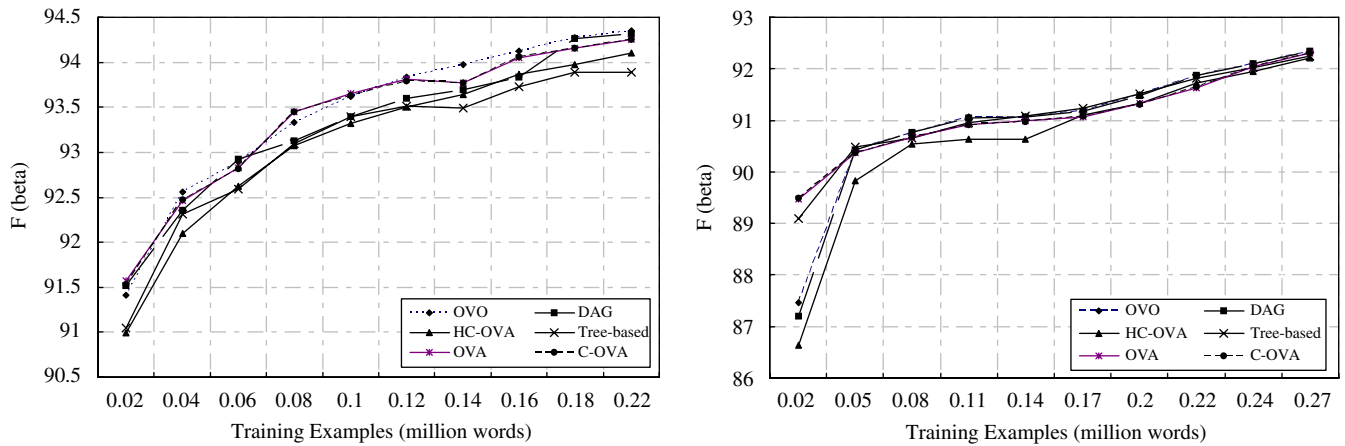 94.5
94
93.5
93
92.5
92
91.5
91
90.5
F (beta)
0.02 0.04 0.06 0.08 0.1 0.12 0.14 0.16 0.18 0.22
Training Examples (million words)
OVO DAG
HC-OVA Tree-based
OVA C-OVA
93
92
91
90
89
88
87
86
F (beta)
0.02 0.05 0.08 0.11 0.14 0.17 0.2 0.22 0.24 0.27
Training Examples (million words)
OVO DAG
HC-OVA Tree-based
OVA C-OVA